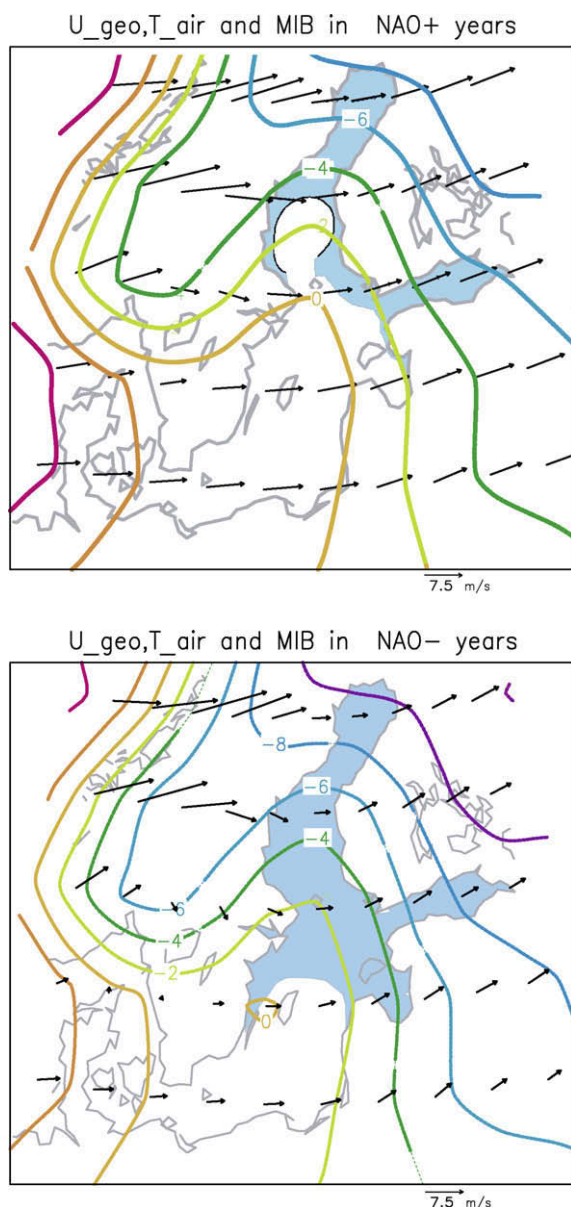 U_geo,T_air and MIB in NAO+ years
-6
-4
-2
0
7.5 m/s
U_geo,T_air and MIB in NAO- years
-8
-6
-4
-6
-4
-2
0
7.5 m/s